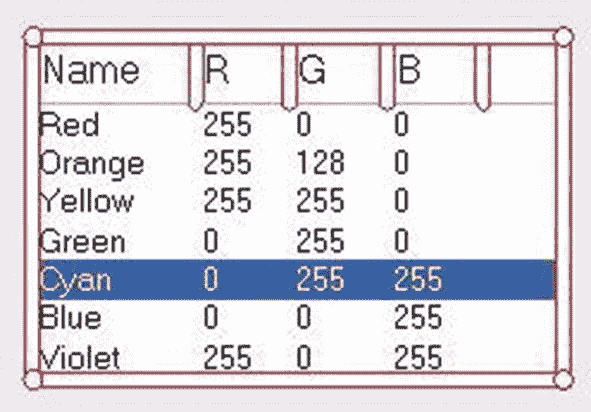 Name R G B
Red 255 0 0
Orange 255 128 0
Yellow 255 255 0
Green 0 255 0
Cyan 0 255 255
Blue 0 0 255
Violet 255 0 255